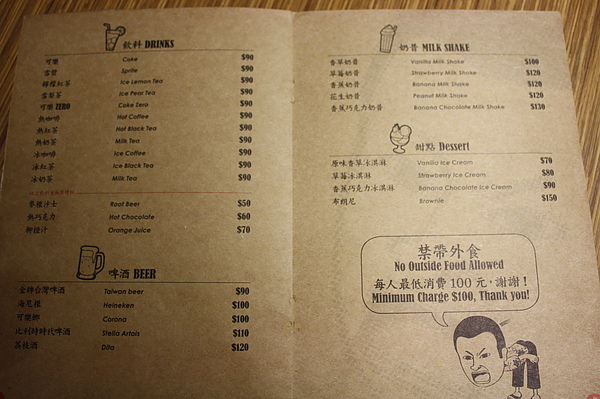 飲料 DRINKS
可樂 Coke $90
雪碧 Sprite $90
檸檬紅茶 Ice Lemon Tea $90
雪梨茶 Ice Pear Tea $90
可樂 ZERO Coke Zero $90
熱咖啡 Hot Coffee $90
熱紅茶 Hot Black Tea $90
熱奶茶 Milk Tea $90
冰咖啡 Ice Coffee $90
冰紅茶 Ice Black Tea $90
冰奶茶 Milk Tea $90
麥根沙士 Root Beer $50
熱巧克力 Hot Chocolate $60
柳橙汁 Orange Juice $70
啤酒 BEER
金牌台灣啤酒 Taiwan beer $90
海尼根 Heineken $100
可樂娜 Corona $100
比利時時代啤酒 Stella Artois $110
荔枝酒 Dita $120
奶昔 MILK SHAKE
香草奶昔 Vanilla Milk Shake $100
草莓奶昔 Strawberry Milk Shake $120
香蕉奶昔 Banana Milk Shake $120
花生奶昔 Peanut Milk Shake $120
香蕉巧克力奶昔 Banana Chocolate Milk Shake $130
甜點 Dessert
原味香草冰淇淋 Vanilla Ice Cream $70
草莓冰淇淋 Strawberry Ice Cream $80
香蕉巧克力冰淇淋 Banana Chocolate Ice Cream $90
布朗尼 Brownie $150
禁帶外食
No Outside Food Allowed
每人最低消費 100 元,謝謝!
Minimum Charge $100, Thank you!